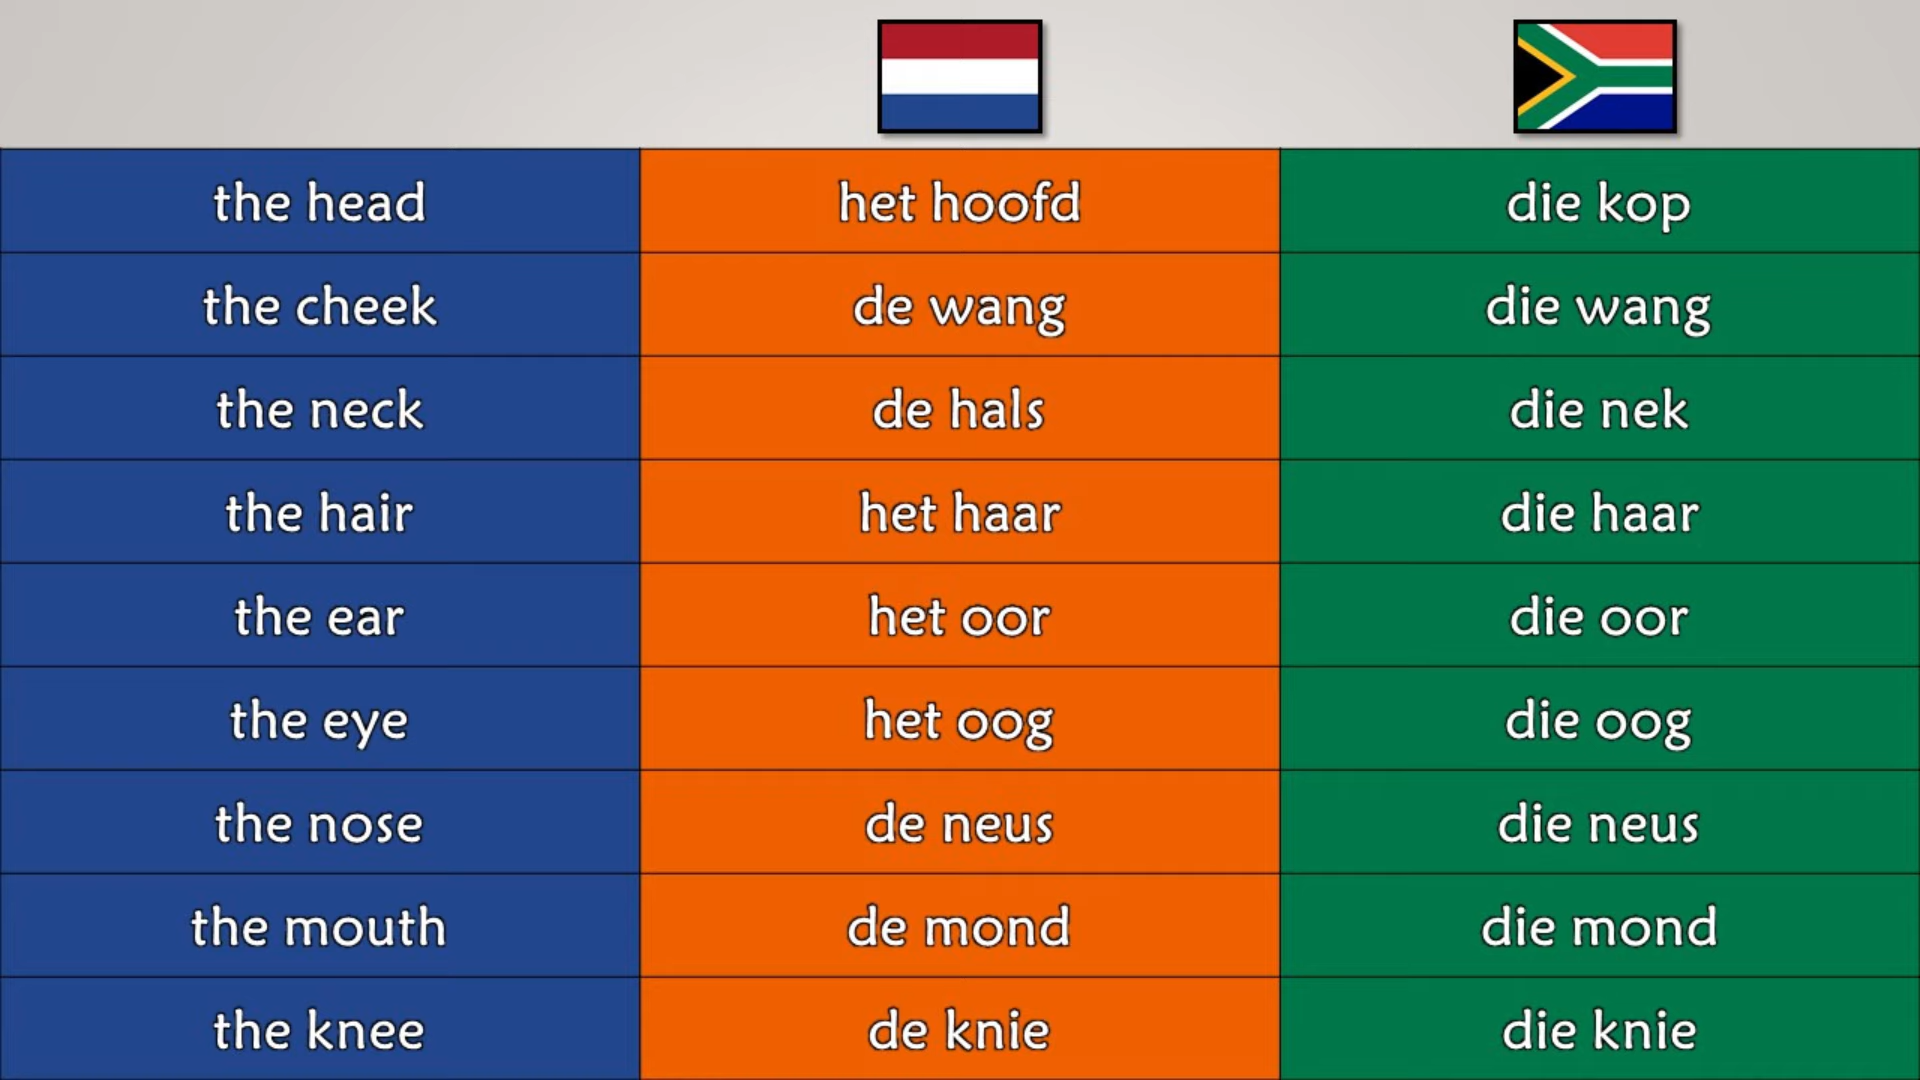 the head het hoofd die kop
the cheek de wang die wang
the neck de hals die nek
the hair het haar die haar
the ear het oor die oor
the eye het oog die oog
the nose de neus die neus
the mouth de mond die mond
the knee de knie die knie